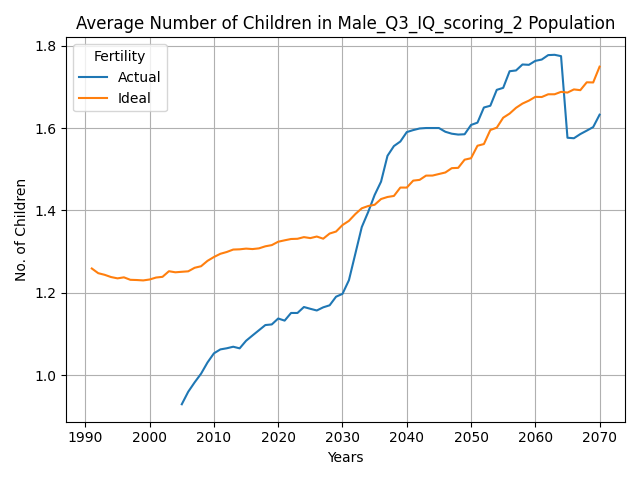 Average Number of Children in Male_Q3_IQ_scoring_2 Population
Fertility
Actual
Ideal
No. of Children
1.8
1.6
1.4
1.2
1.0
1990 2000 2010 2020 2030 2040 2050 2060 2070
Years